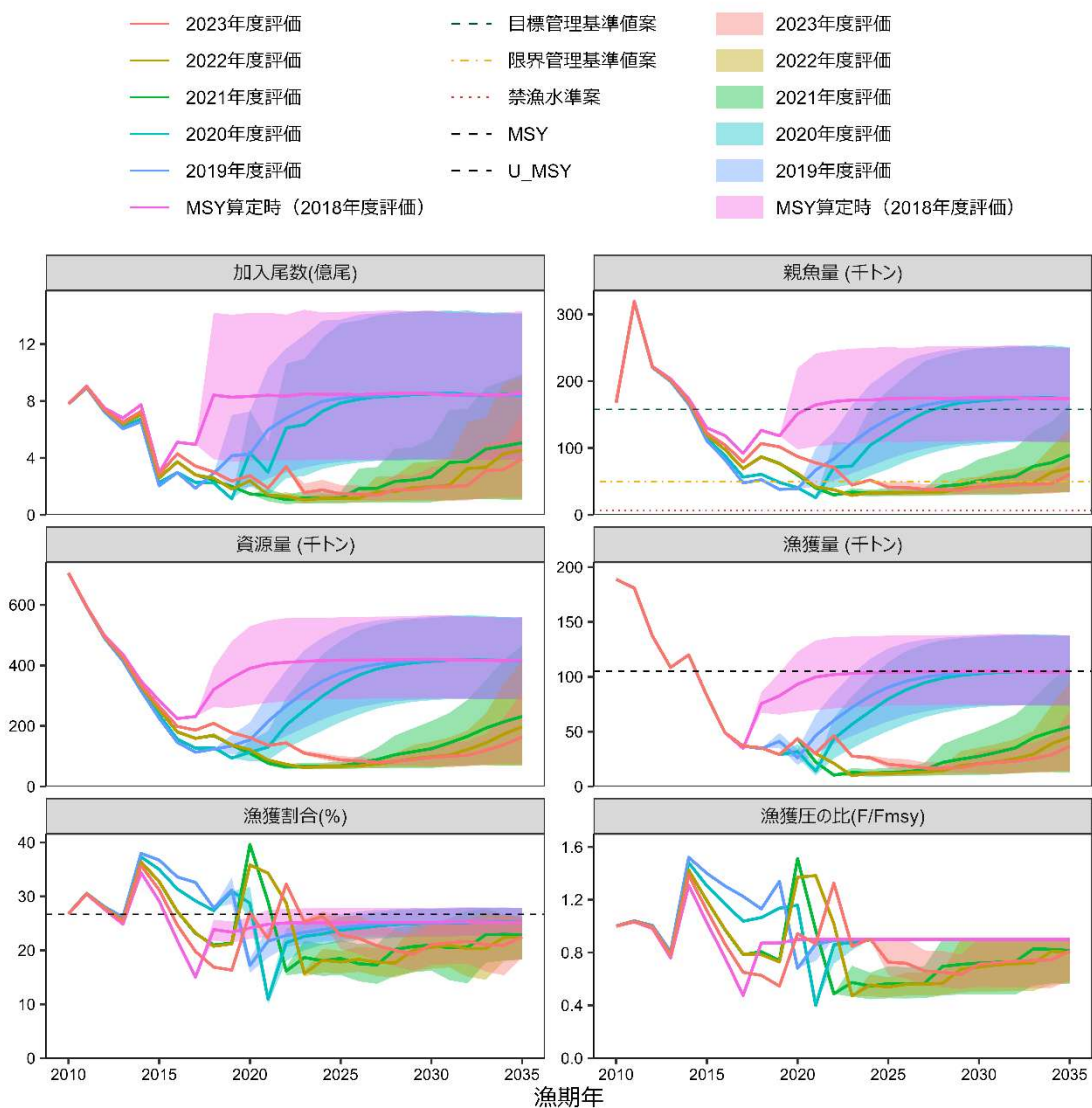 2023年度評価 目標管理基準値案 2023年度評価
2022年度評価 限界管理基準値案 2022年度評価
2021年度評価 禁漁水準案 2021年度評価
2020年度評価 MSY 2020年度評価
2019年度評価 U_MSY 2019年度評価
MSY算定時（2018年度評価） MSY算定時（2018年度評価）
加入尾数(億尾) 親魚量 (千トン)
12
8
4
0
300
200
100
0
資源量 (千トン) 漁獲量 (千トン)
600
400
200
0
200
150
100
50
0
漁獲割合(%) 漁獲圧の比(F/Fmsy)
40
30
20
10
0
1.6
1.2
0.8
0.4
0.0
2010 2015 2020 2025 2030 2035 2010 2015 2020 2025 2030 2035
漁期年